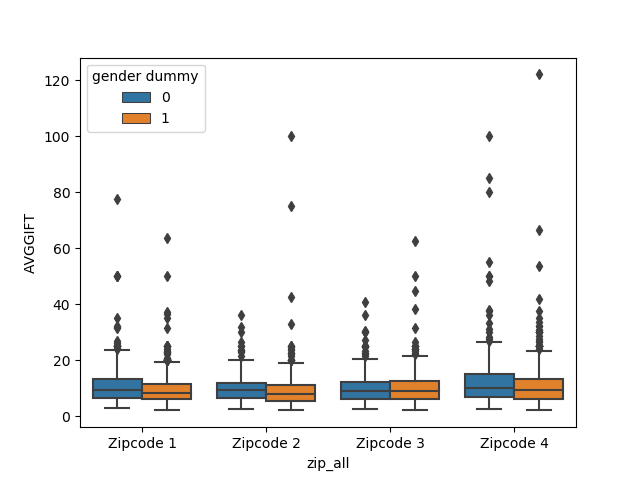 gender dummy
0
1
120
100
80
60
40
20
0
AVGGIFT
Zipcode 1
Zipcode 2
Zipcode 3
Zipcode 4
zip_all